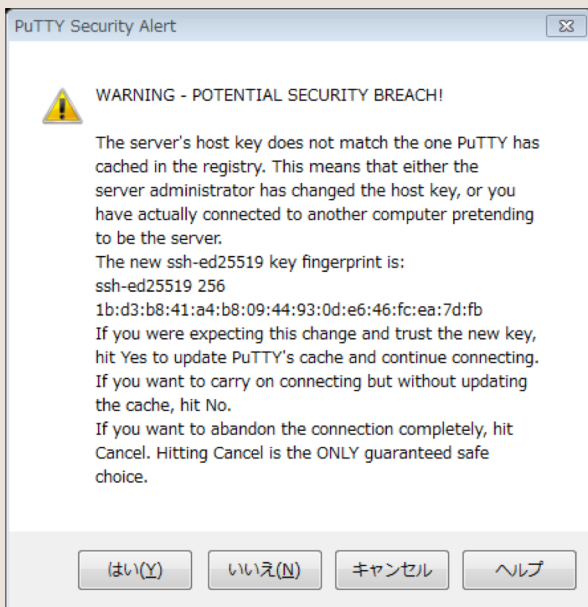 PuTTY Security Alert
WARNING - POTENTIAL SECURITY BREACH!
The server's host key does not match the one PuTTY has
cached in the registry. This means that either the
server administrator has changed the host key, or you
have actually connected to another computer pretending
to be the server.
The new ssh-ed25519 key fingerprint is:
ssh-ed25519 256
1b:d3:b8:41:a4:b8:09:44:93:0d:e6:46:fc:ea:7d:fb
If you were expecting this change and trust the new key,
hit Yes to update PuTTY's cache and continue connecting.
If you want to carry on connecting but without updating
the cache, hit No.
If you want to abandon the connection completely, hit
Cancel. Hitting Cancel is the ONLY guaranteed safe
choice.
はい(Y) いいえ(N) キャンセル ヘルプ